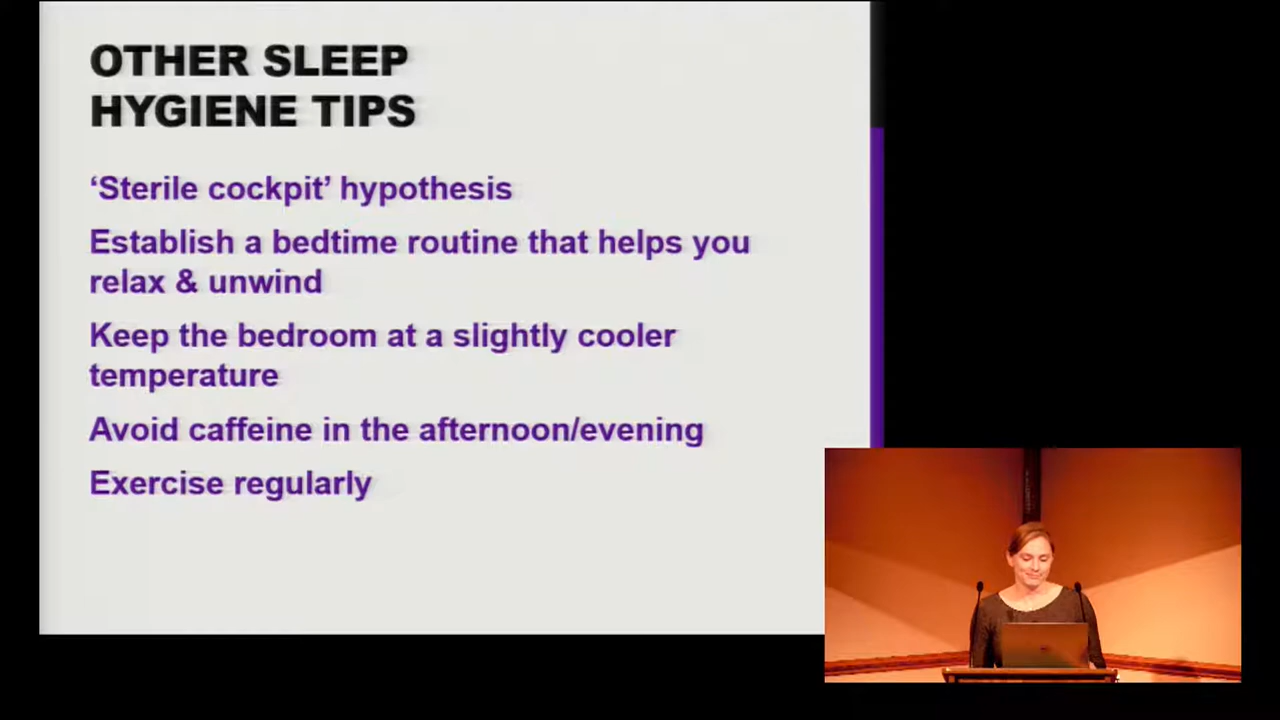 OTHER SLEEP
HYGIENE TIPS
‘Sterile cockpit’ hypothesis
Establish a bedtime routine that helps you
relax & unwind
Keep the bedroom at a slightly cooler
temperature
Avoid caffeine in the afternoon/evening
Exercise regularly